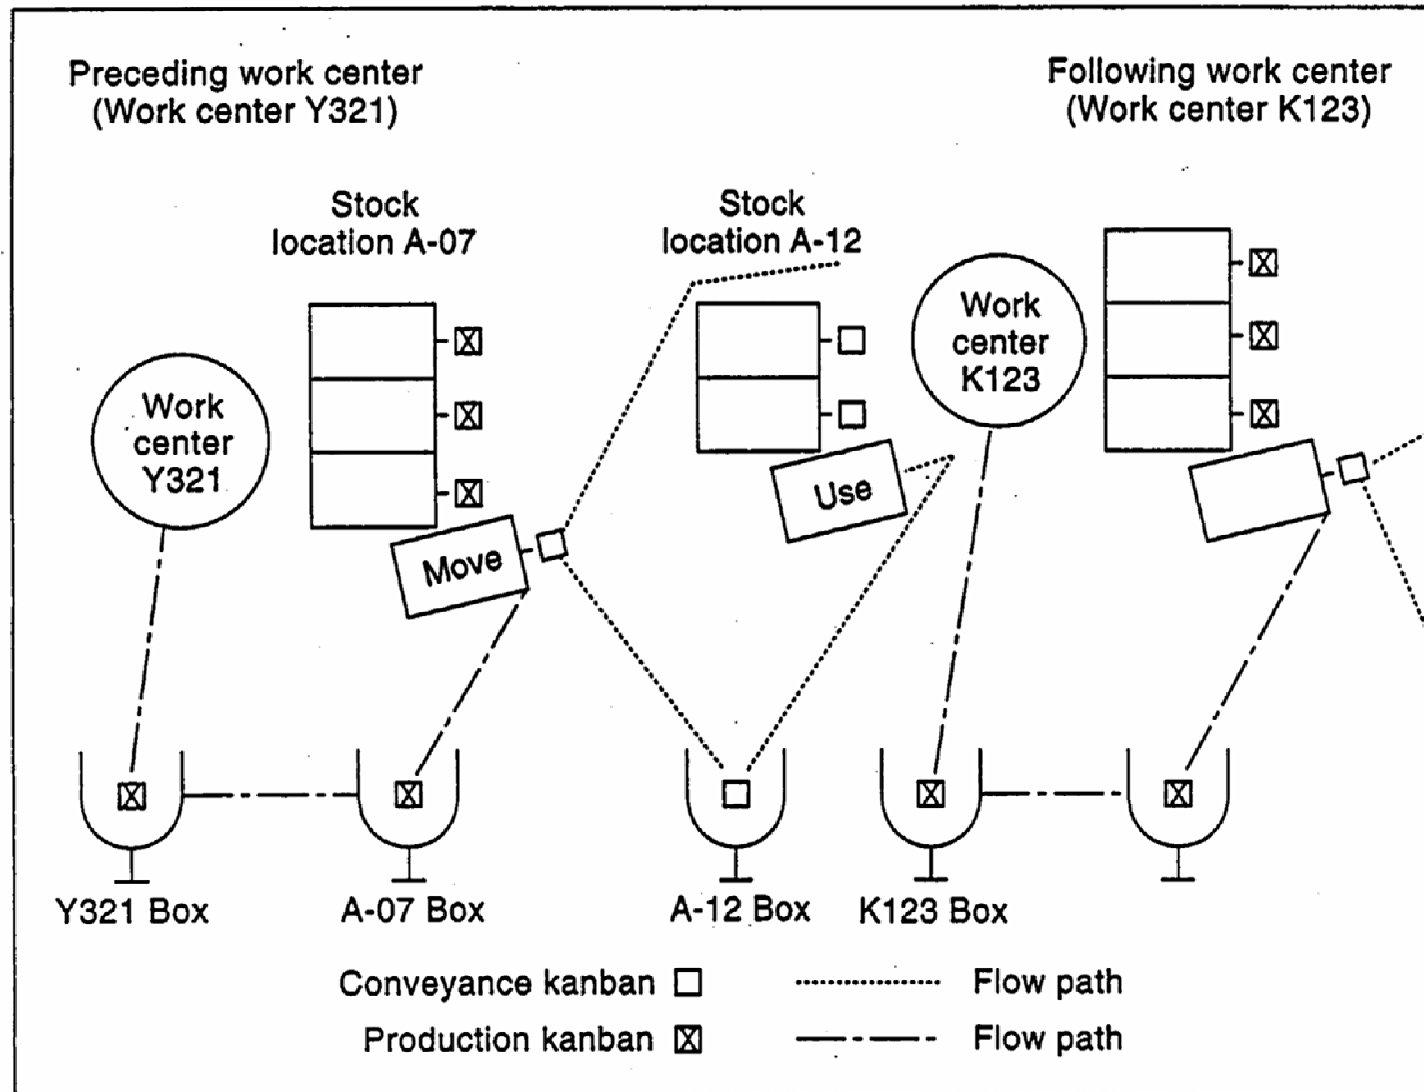 Preceding work center
(Work center Y321)
Following work center
(Work center K123)
Stock
location A-07
Stock
location A-12
Work
center
Y321
Work
center
K123
Move
Use
Y321 Box
A-07 Box
A-12 Box
K123 Box
Conveyance kanban
Flow path
Production kanban
Flow path